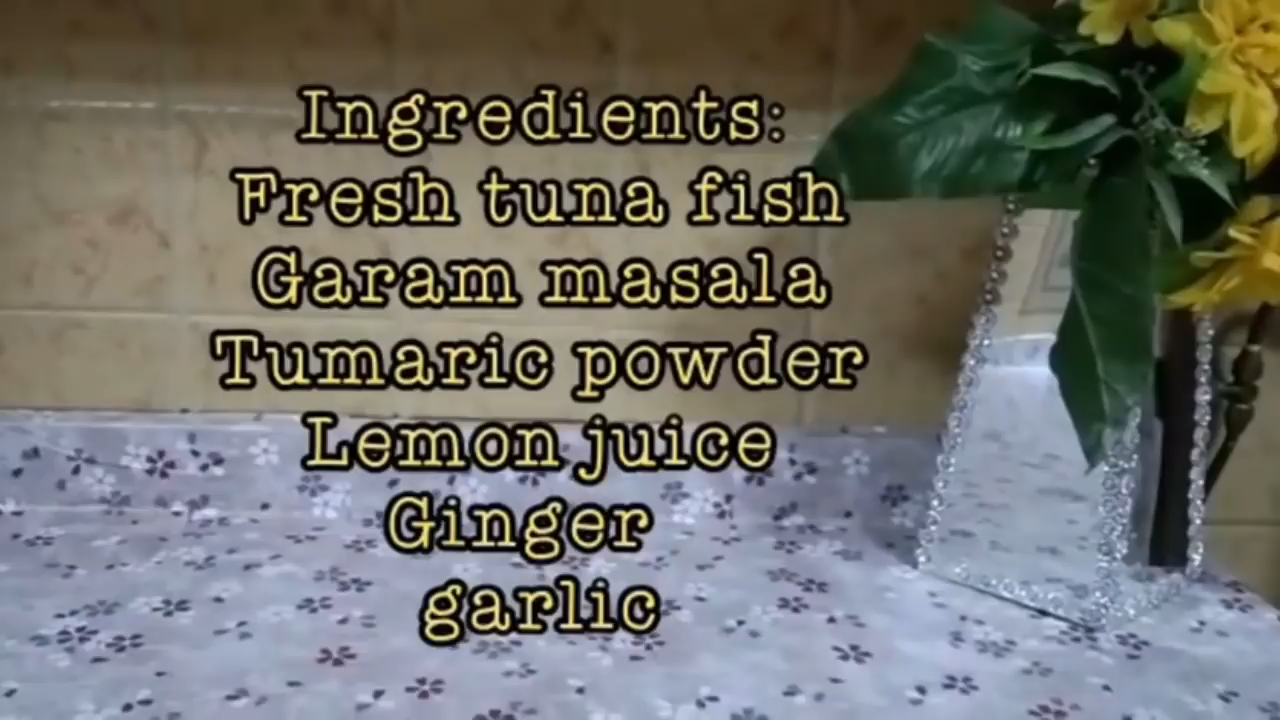 Ingredients:
Fresh tuna fish
Garam masala
Tumaric powder
Lemon juice
Ginger
garlic